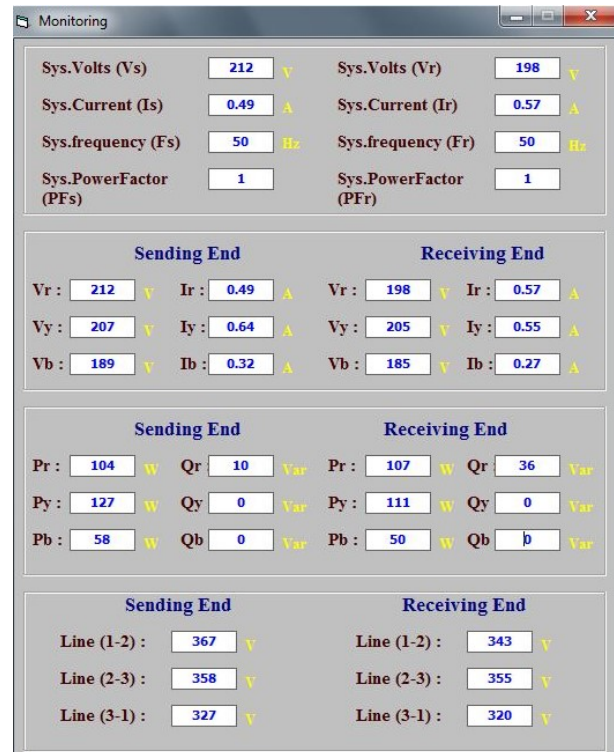 Monitoring
Sys.Volts (Vs) 212 V Sys.Volts (Vr) 198 V
Sys.Current (Is) 0.49 A Sys.Current (Ir) 0.57 A
Sys.frequency (Fs) 50 Hz Sys.frequency (Fr) 50 Hz
Sys.PowerFactor (PFs) 1 Sys.PowerFactor (PFr) 1
Sending End Receiving End
Vr : 212 V Ir : 0.49 A Vr : 198 V Ir : 0.57 A
Vy : 207 V Iy : 0.64 A Vy : 205 V Iy : 0.55 A
Vb : 189 V Ib : 0.32 A Vb : 185 V Ib : 0.27 A
Sending End Receiving End
Pr : 104 W Qr : 10 Var Pr : 107 W Qr : 36 Var
Py : 127 W Qy 0 Var Py : 111 W Qy 0 Var
Pb : 58 W Qb 0 Var Pb : 50 W Qb 0 Var
Sending End Receiving End
Line (1-2) : 367 V Line (1-2) : 343 V
Line (2-3) : 358 V Line (2-3) : 355 V
Line (3-1) : 327 V Line (3-1) : 320 V